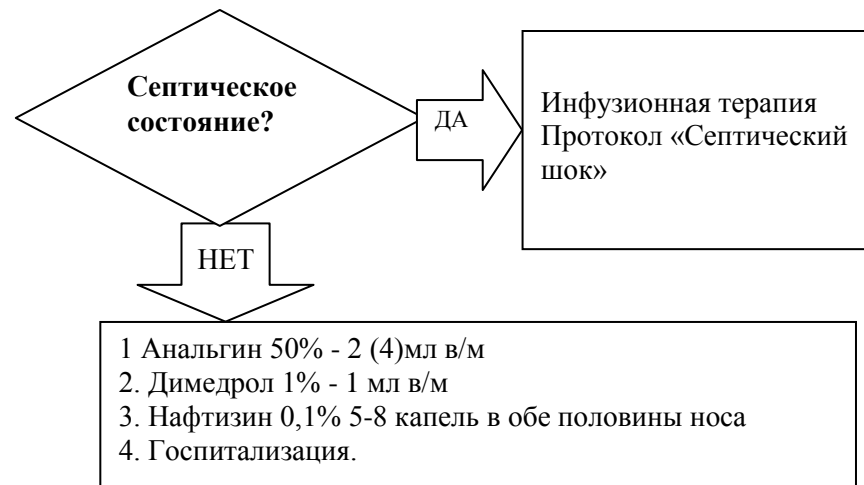 Септическое
состояние?
ДА
Инфузионная терапия
Протокол «Септический
шок»
НЕТ
1 Анальгин 50% - 2 (4)мл в/м
2. Димедрол 1% - 1 мл в/м
3. Нафтизин 0,1% 5-8 капель в обе половины носа
4. Госпитализация.